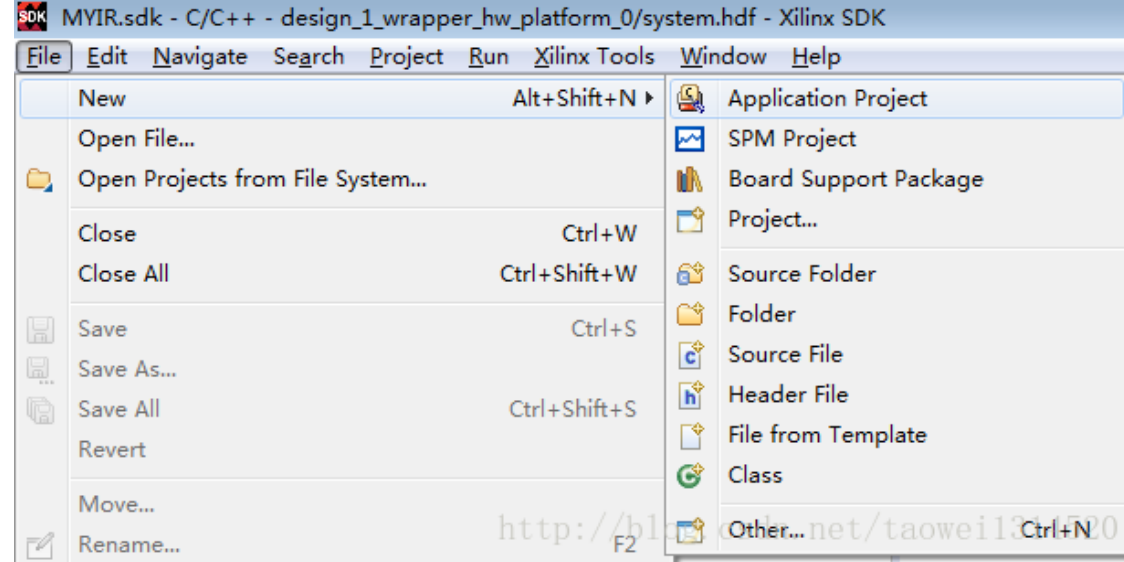 SDK MYIR.sdk - C/C++ - design_1_wrapper_hw_platform_0/system.hdf - Xilinx SDK
File Edit Navigate Search Project Run Xilinx Tools Window Help
New Alt+Shift+N
Open File...
Open Projects from File System...
Close Ctrl+W
Close All Ctrl+Shift+W
Save Ctrl+S
Save As...
Save All Ctrl+Shift+S
Revert
Move...
Rename... F2
Application Project
SPM Project
Board Support Package
Project...
Source Folder
Folder
Source File
Header File
File from Template
Class
Other... Ctrl+N